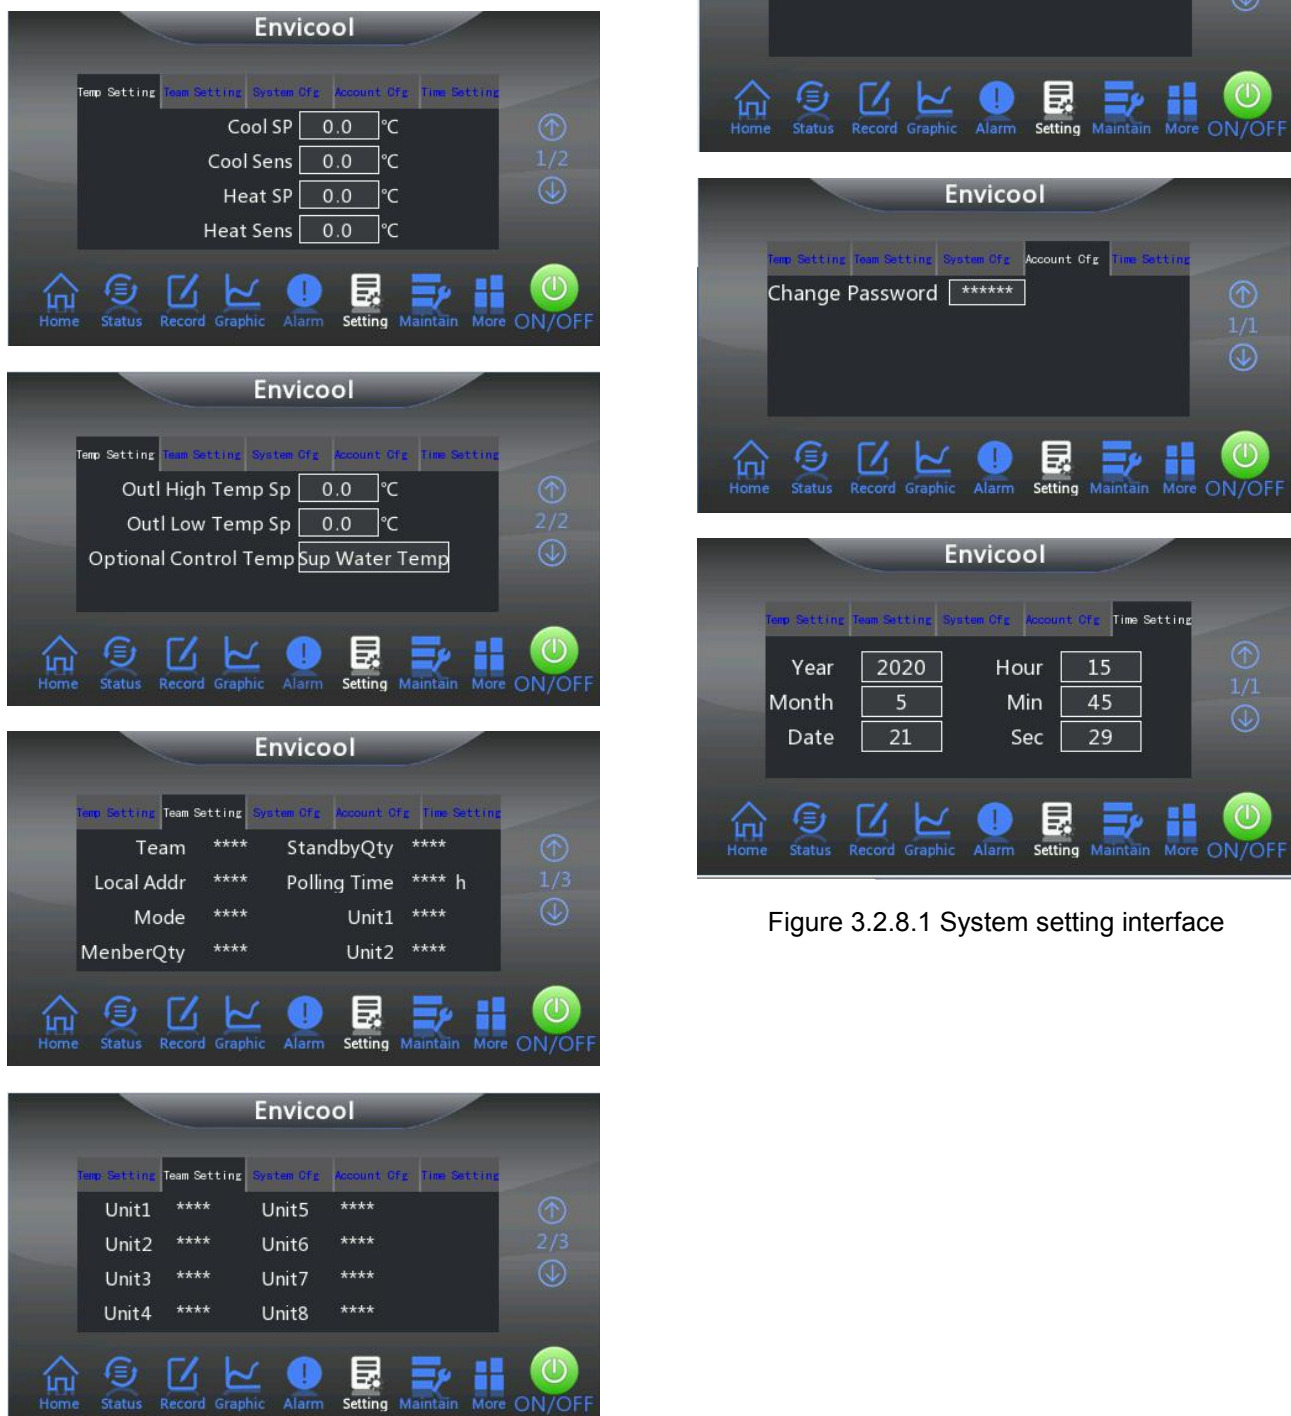 Envicool
Temp Setting Team Setting System Cfg Account Cfg Time Setting
Cool SP 0.0 ℃
Cool Sens 0.0 ℃
Heat SP 0.0 ℃
Heat Sens 0.0 ℃
1/2
Home Status Record Graphic Alarm Setting Maintain More ON/OFF
Envicool
Temp Setting Team Setting System Cfg Account Cfg Time Setting
Outl High Temp Sp 0.0 ℃
Outl Low Temp Sp 0.0 ℃
Optional Control Temp Sup Water Temp
2/2
Home Status Record Graphic Alarm Setting Maintain More ON/OFF
Envicool
Temp Setting Team Setting System Cfg Account Cfg Time Setting
Team **** StandbyQty ****
Local Addr **** Polling Time **** h
Mode **** Unit1 ****
MenberQty **** Unit2 ****
1/3
Home Status Record Graphic Alarm Setting Maintain More ON/OFF
Envicool
Temp Setting Team Setting System Cfg Account Cfg Time Setting
Unit1 **** Unit5 ****
Unit2 **** Unit6 ****
Unit3 **** Unit7 ****
Unit4 **** Unit8 ****
2/3
Home Status Record Graphic Alarm Setting Maintain More ON/OFF
Home Status Record Graphic Alarm Setting Maintain More ON/OFF
Envicool
Temp Setting Team Setting System Cfg Account Cfg Time Setting
Change Password ******
1/1
Home Status Record Graphic Alarm Setting Maintain More ON/OFF
Envicool
Temp Setting Team Setting System Cfg Account Cfg Time Setting
Year 2020 Hour 15
Month 5 Min 45
Date 21 Sec 29
1/1
Home Status Record Graphic Alarm Setting Maintain More ON/OFF
Figure 3.2.8.1 System setting interface